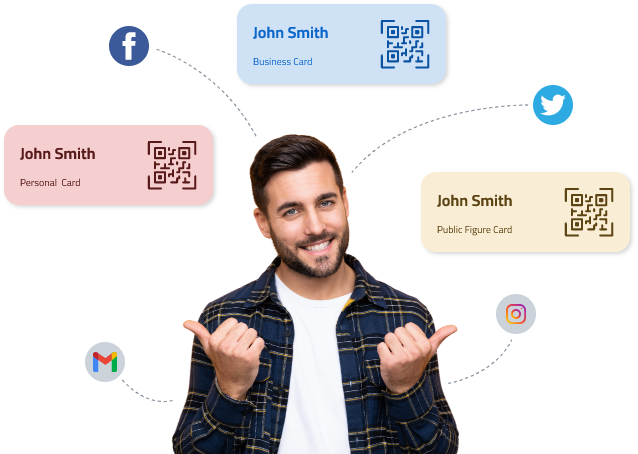 John Smith
Business Card
John Smith
Personal Card
John Smith
Public Figure Card